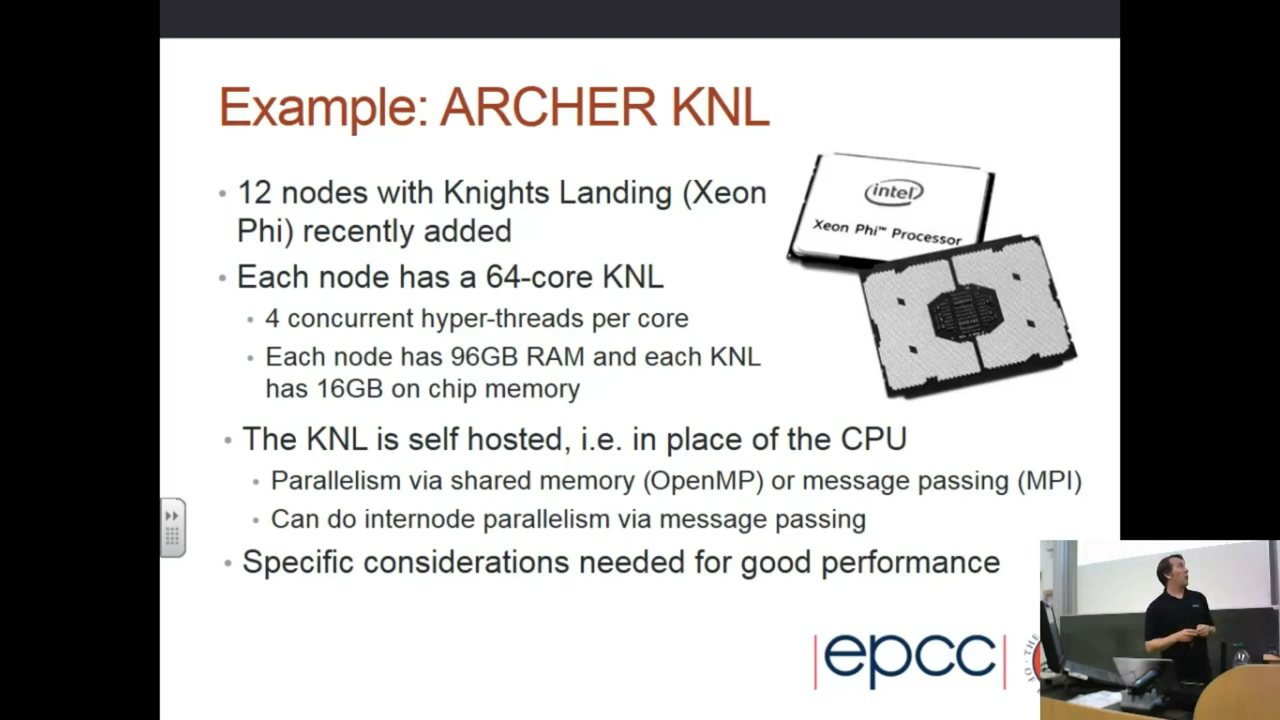 Example: ARCHER KNL
• 12 nodes with Knights Landing (Xeon
Phi) recently added
• Each node has a 64-core KNL
• 4 concurrent hyper-threads per core
• Each node has 96GB RAM and each KNL
has 16GB on chip memory
intel
Xeon Phi™ Processor
• The KNL is self hosted, i.e. in place of the CPU
• Parallelism via shared memory (OpenMP) or message passing (MPI)
• Can do internode parallelism via message passing
• Specific considerations needed for good performance
|epcc|